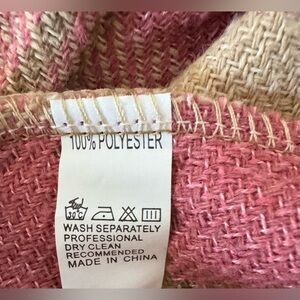 100% POLYESTER
WASH SEPARATELY
PROFESSIONAL
DRY CLEAN
RECOMMENDED
MADE IN CHINA